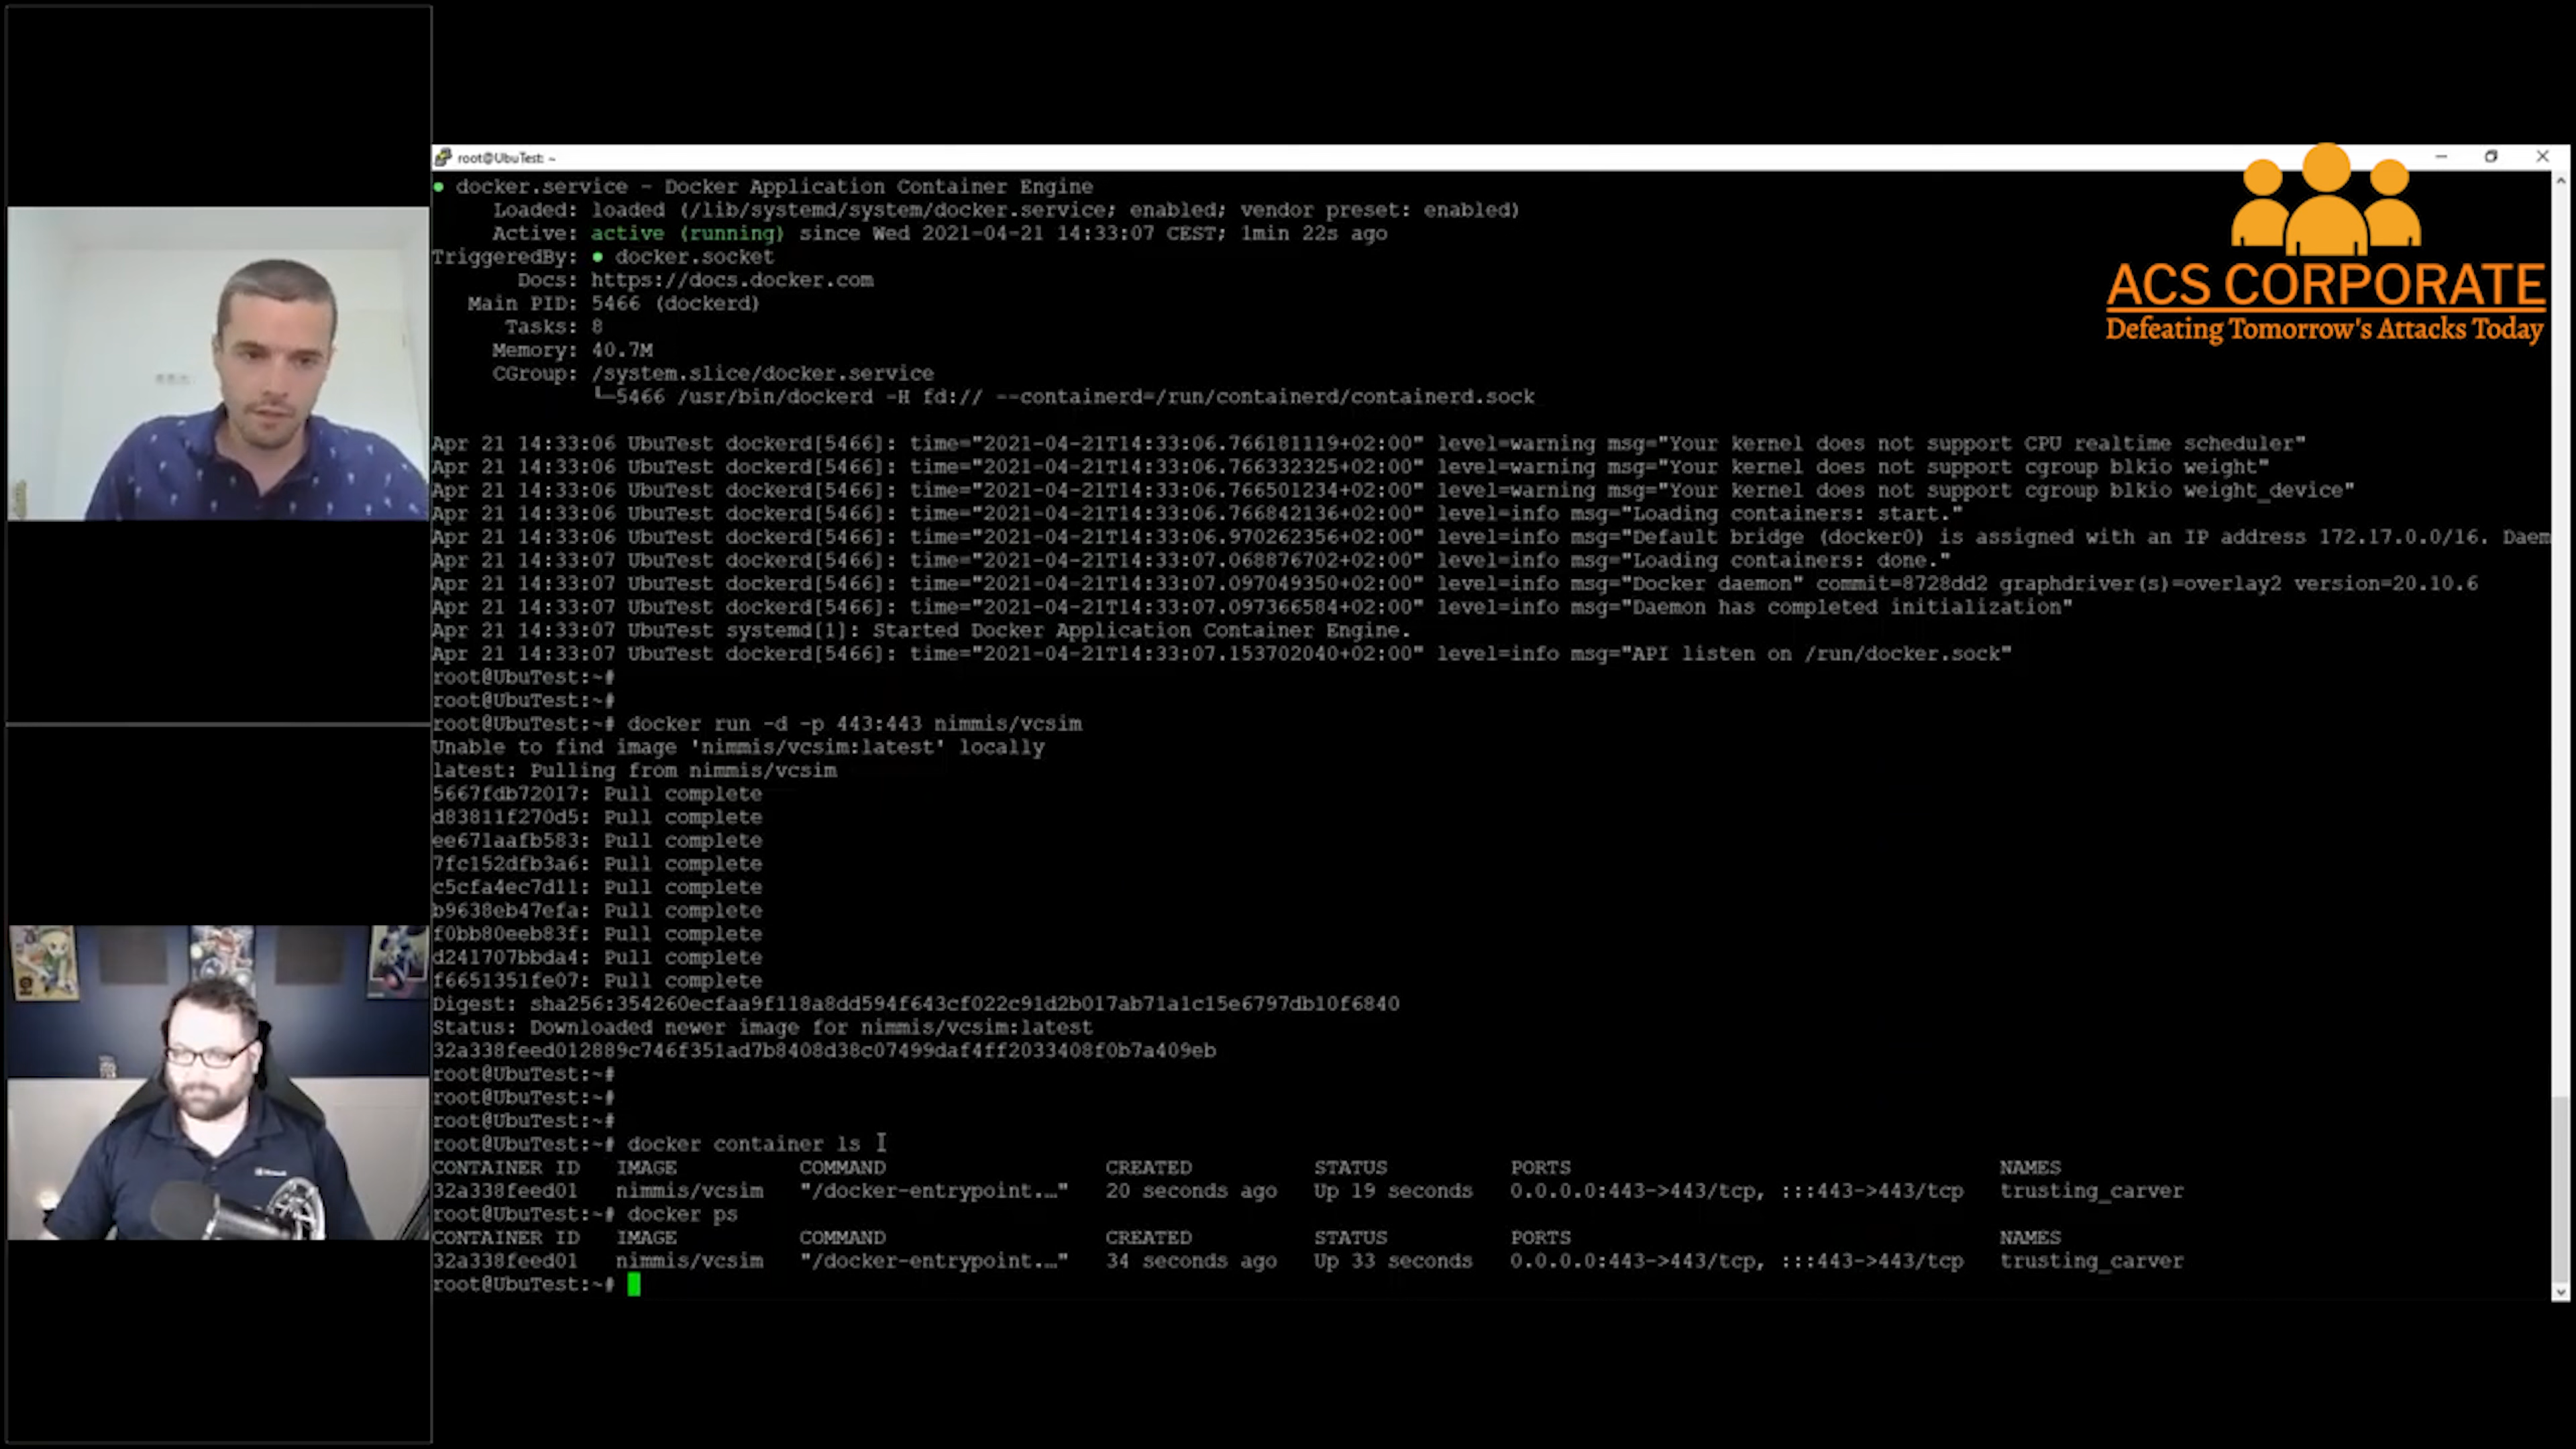 root@UbuTest: ~
● docker.service - Docker Application Container Engine
Loaded: loaded (/lib/systemd/system/docker.service; enabled; vendor preset: enabled)
Active: active (running) since Wed 2021-04-21 14:33:07 CEST; 1min 22s ago
TriggeredBy: ● docker.socket
Docs: https://docs.docker.com
Main PID: 5466 (dockerd)
Tasks: 8
Memory: 40.7M
CGroup: /system.slice/docker.service
└─5466 /usr/bin/dockerd -H fd:// --containerd=/run/containerd/containerd.sock
Apr 21 14:33:06 UbuTest dockerd[5466]: time="2021-04-21T14:33:06.766181119+02:00" level=warning msg="Your kernel does not support CPU realtime scheduler"
Apr 21 14:33:06 UbuTest dockerd[5466]: time="2021-04-21T14:33:06.766332325+02:00" level=warning msg="Your kernel does not support cgroup blkio weight"
Apr 21 14:33:06 UbuTest dockerd[5466]: time="2021-04-21T14:33:06.766501234+02:00" level=warning msg="Your kernel does not support cgroup blkio weight_device"
Apr 21 14:33:06 UbuTest dockerd[5466]: time="2021-04-21T14:33:06.766842136+02:00" level=info msg="Loading containers: start."
Apr 21 14:33:06 UbuTest dockerd[5466]: time="2021-04-21T14:33:06.970262356+02:00" level=info msg="Default bridge (docker0) is assigned with an IP address 172.17.0.0/16. Daem
Apr 21 14:33:07 UbuTest dockerd[5466]: time="2021-04-21T14:33:07.068876702+02:00" level=info msg="Loading containers: done."
Apr 21 14:33:07 UbuTest dockerd[5466]: time="2021-04-21T14:33:07.097049350+02:00" level=info msg="Docker daemon" commit=8728dd2 graphdriver(s)=overlay2 version=20.10.6
Apr 21 14:33:07 UbuTest dockerd[5466]: time="2021-04-21T14:33:07.097366584+02:00" level=info msg="Daemon has completed initialization"
Apr 21 14:33:07 UbuTest systemd[1]: Started Docker Application Container Engine.
Apr 21 14:33:07 UbuTest dockerd[5466]: time="2021-04-21T14:33:07.153702040+02:00" level=info msg="API listen on /run/docker.sock"
root@UbuTest:~#
root@UbuTest:~#
root@UbuTest:~# docker run -d -p 443:443 nimmis/vcsim
Unable to find image 'nimmis/vcsim:latest' locally
latest: Pulling from nimmis/vcsim
5667fdb72017: Pull complete
d83811f270d5: Pull complete
ee671aafb583: Pull complete
7fc152dfb3a6: Pull complete
c5cfa4ec7d11: Pull complete
b9638eb47efa: Pull complete
f0bb80eeb83f: Pull complete
d241707bbda4: Pull complete
f6651351fe07: Pull complete
Digest: sha256:354260ecfaa9f118a8dd594f643cf022c91d2b017ab71a1c15e6797db10f6840
Status: Downloaded newer image for nimmis/vcsim:latest
32a338feed012889c746f351ad7b8408d38c07499daf4ff2033408f0b7a409eb
root@UbuTest:~#
root@UbuTest:~#
root@UbuTest:~#
root@UbuTest:~# docker container ls
CONTAINER ID IMAGE COMMAND CREATED STATUS PORTS NAMES
32a338feed01 nimmis/vcsim "/docker-entrypoint.…" 20 seconds ago Up 19 seconds 0.0.0.0:443->443/tcp, :::443->443/tcp trusting_carver
root@UbuTest:~# docker ps
CONTAINER ID IMAGE COMMAND CREATED STATUS PORTS NAMES
32a338feed01 nimmis/vcsim "/docker-entrypoint.…" 34 seconds ago Up 33 seconds 0.0.0.0:443->443/tcp, :::443->443/tcp trusting_carver
root@UbuTest:~#
ACS CORPORATE
Defeating Tomorrow's Attacks Today